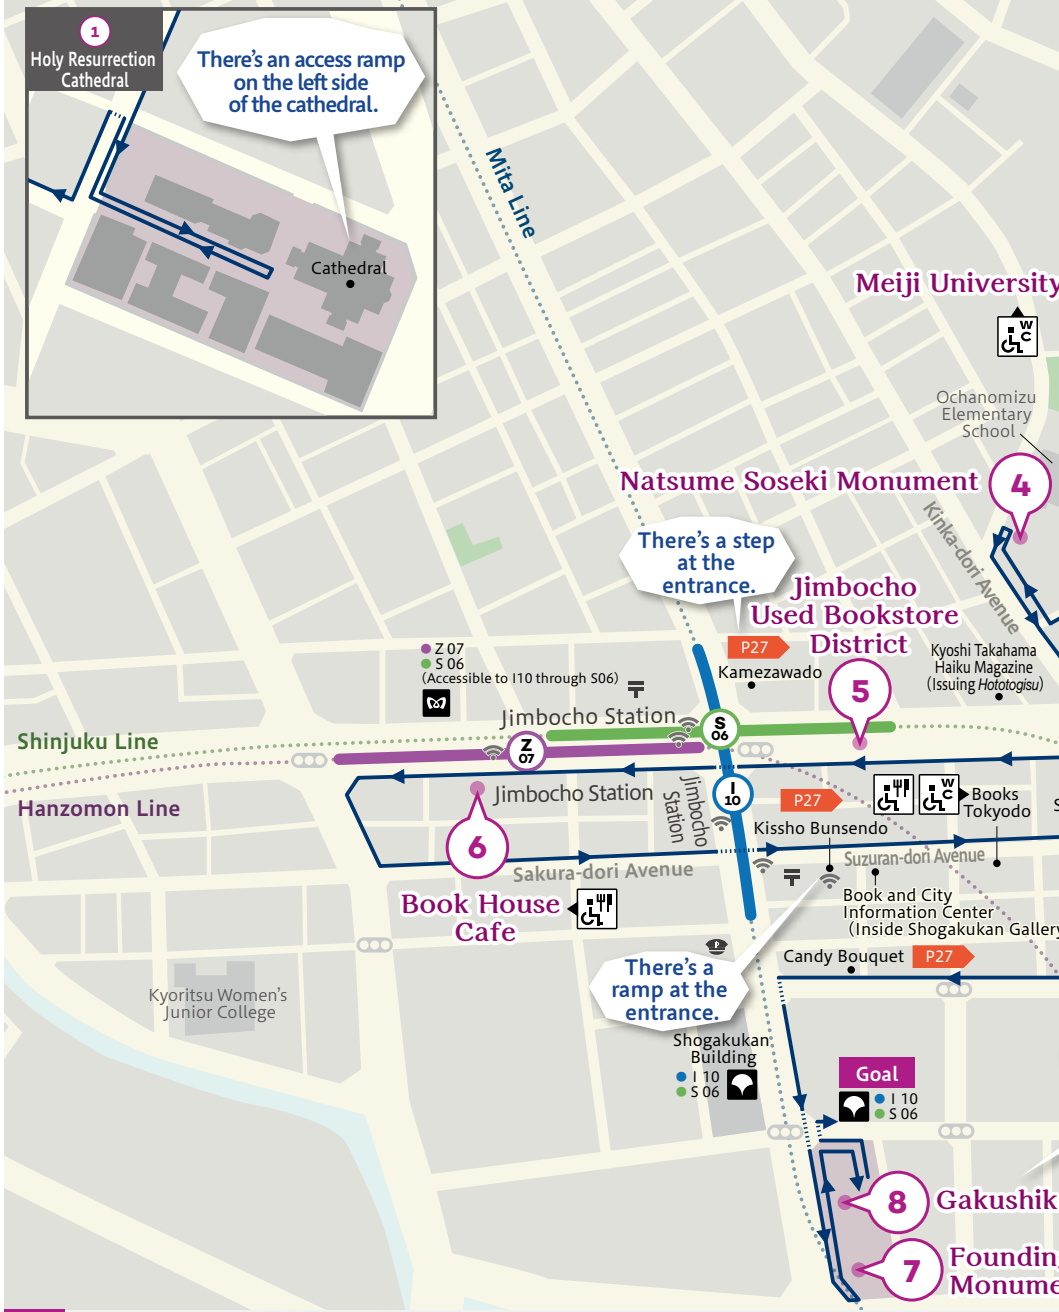 1
Holy Resurrection
Cathedral
There's an access ramp
on the left side
of the cathedral.
Cathedral
Mita Line
Meiji University
WC
Ochanomizu
Elementary
School
Natsume Soseki Monument
4
Kinka-dori Avenue
There's a step
at the
entrance.
Jimbocho
Used Bookstore
District
P27
Kamezawado
5
Kyoshi Takahama
Haiku Magazine
(Issuing Hototogisu)
Z 07
S 06
(Accessible to I10 through S06)
Jimbocho Station
S
06
Shinjuku Line
Z
07
Hanzomon Line
Jimbocho Station
Jimbocho
Station
I
10
P27
WC
Books
Tokyodo
S
6
Kissho Bunsendo
Sakura-dori Avenue
Suzuran-dori Avenue
Book House
Cafe
Book and City
Information Center
(Inside Shogakukan Gallery
Candy Bouquet
P27
There's a
ramp at the
entrance.
Kyoritsu Women's
Junior College
Shogakukan
Building
I 10
S 06
Goal
I 10
S 06
8
Gakushik
7
Founding
Monume